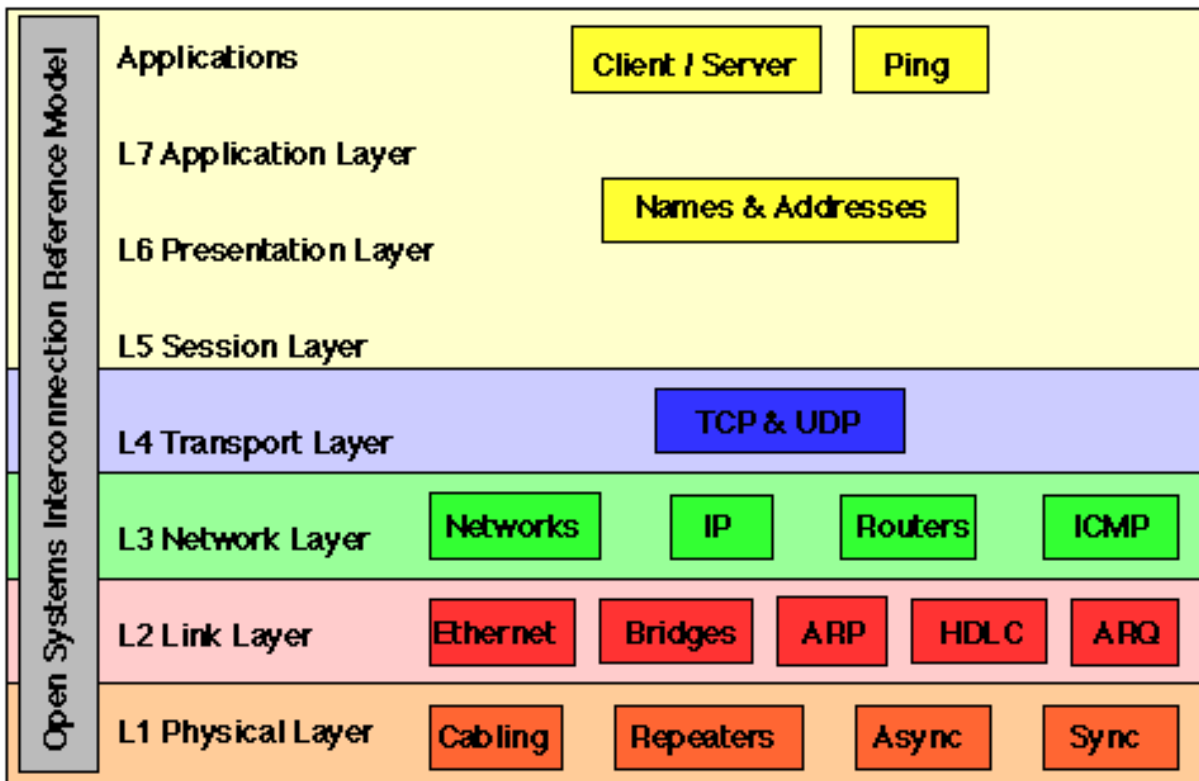 Open Systems Interconnection Reference Model
Applications
Client / Server
Ping
L7 Application Layer
Names & Addresses
L6 Presentation Layer
L5 Session Layer
L4 Transport Layer
TCP & UDP
L3 Network Layer
Networks
IP
Routers
ICMP
L2 Link Layer
Ethernet
Bridges
ARP
HDLC
ARQ
L1 Physical Layer
Cabling
Repeaters
Async
Sync